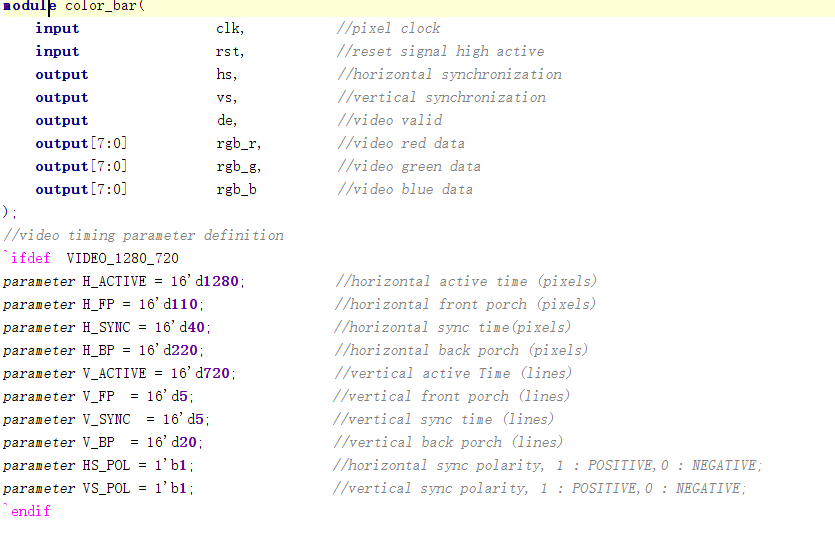 module color_bar(
input clk, //pixel clock
input rst, //reset signal high active
output hs, //horizontal synchronization
output vs, //vertical synchronization
output de, //video valid
output[7:0] rgb_r, //video red data
output[7:0] rgb_g, //video green data
output[7:0] rgb_b //video blue data
);
//video timing parameter definition
`ifdef VIDEO_1280_720
parameter H_ACTIVE = 16'd1280; //horizontal active time (pixels)
parameter H_FP = 16'd110; //horizontal front porch (pixels)
parameter H_SYNC = 16'd40; //horizontal sync time(pixels)
parameter H_BP = 16'd220; //horizontal back porch (pixels)
parameter V_ACTIVE = 16'd720; //vertical active Time (lines)
parameter V_FP = 16'd5; //vertical front porch (lines)
parameter V_SYNC = 16'd5; //vertical sync time (lines)
parameter V_BP = 16'd20; //vertical back porch (lines)
parameter HS_POL = 1'b1; //horizontal sync polarity, 1 : POSITIVE,0 : NEGATIVE;
parameter VS_POL = 1'b1; //vertical sync polarity, 1 : POSITIVE,0 : NEGATIVE;
`endif